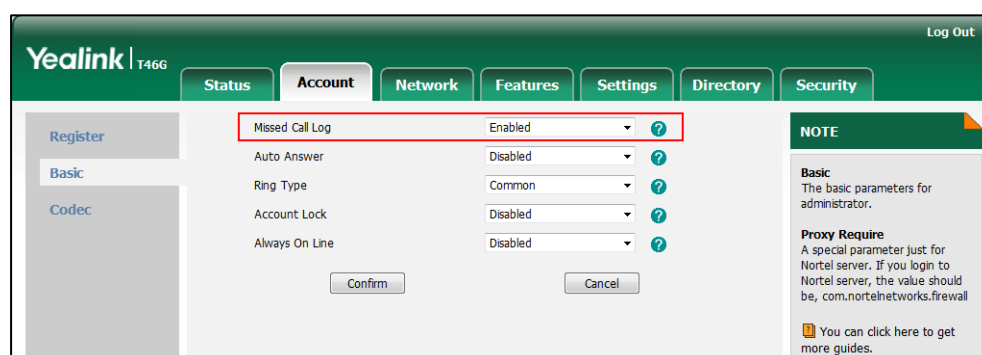 Log Out
Yealink T46G
Status Account Network Features Settings Directory Security
Register
Basic
Codec
Missed Call Log Enabled ?
Auto Answer Disabled ?
Ring Type Common ?
Account Lock Disabled ?
Always On Line Disabled ?
Confirm Cancel
NOTE
Basic
The basic parameters for
administrator.
Proxy Require
A special parameter just for
Nortel server. If you login to
Nortel server, the value should
be, com.nortelnetworks.firewall
? You can click here to get
more guides.